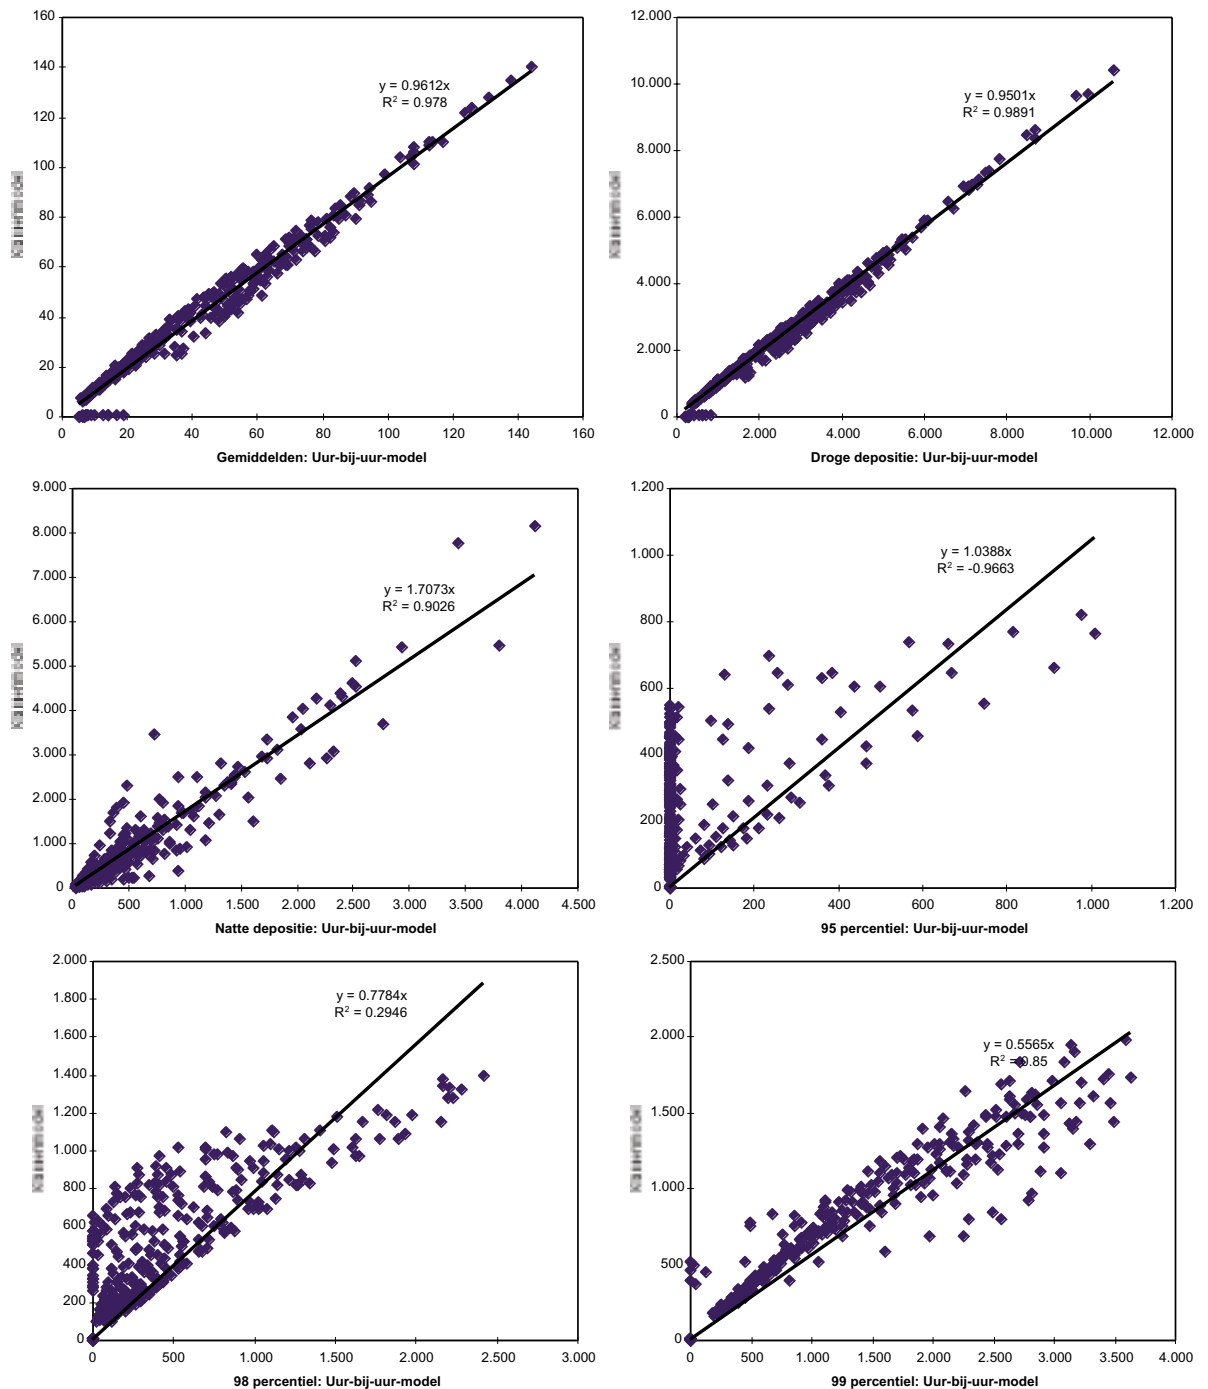 160
140
120
100
80
60
40
20
0
y = 0.9612x
R² = 0.978
0 20 40 60 80 100 120 140 160
Gemiddelden: Uur-bij-uur-model
12.000
10.000
8.000
6.000
4.000
2.000
0
y = 0.9501x
R² = 0.9891
0 2.000 4.000 6.000 8.000 10.000 12.000
Droge depositie: Uur-bij-uur-model
9.000
8.000
7.000
6.000
5.000
4.000
3.000
2.000
1.000
0
y = 1.7073x
R² = 0.9026
0 500 1.000 1.500 2.000 2.500 3.000 3.500 4.000 4.500
Natte depositie: Uur-bij-uur-model
1.200
1.000
800
600
400
200
0
y = 1.0388x
R² = -0.9663
0 200 400 600 800 1.000 1.200
95 percentiel: Uur-bij-uur-model
2.000
1.800
1.600
1.400
1.200
1.000
800
600
400
200
0
y = 0.7784x
R² = 0.2946
0 500 1.000 1.500 2.000 2.500 3.000
98 percentiel: Uur-bij-uur-model
2.500
2.000
1.500
1.000
500
0
y = 0.5565x
R² = 0.85
0 500 1.000 1.500 2.000 2.500 3.000 3.500 4.000
99 percentiel: Uur-bij-uur-model